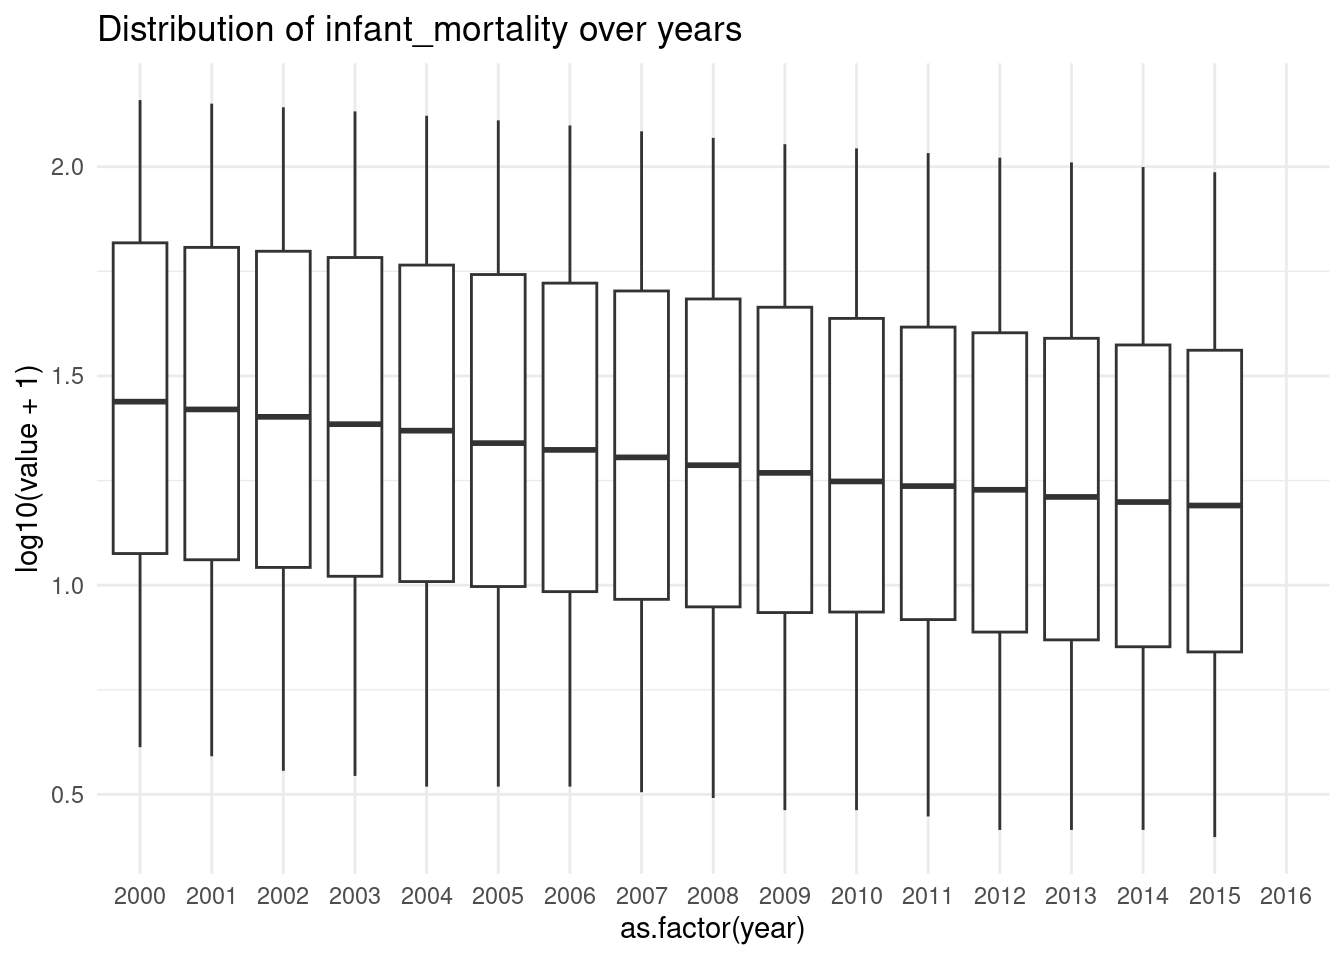 Distribution of infant_mortality over years
log10(value + 1)
2.0
1.5
1.0
0.5
2000 2001 2002 2003 2004 2005 2006 2007 2008 2009 2010 2011 2012 2013 2014 2015 2016
as.factor(year)